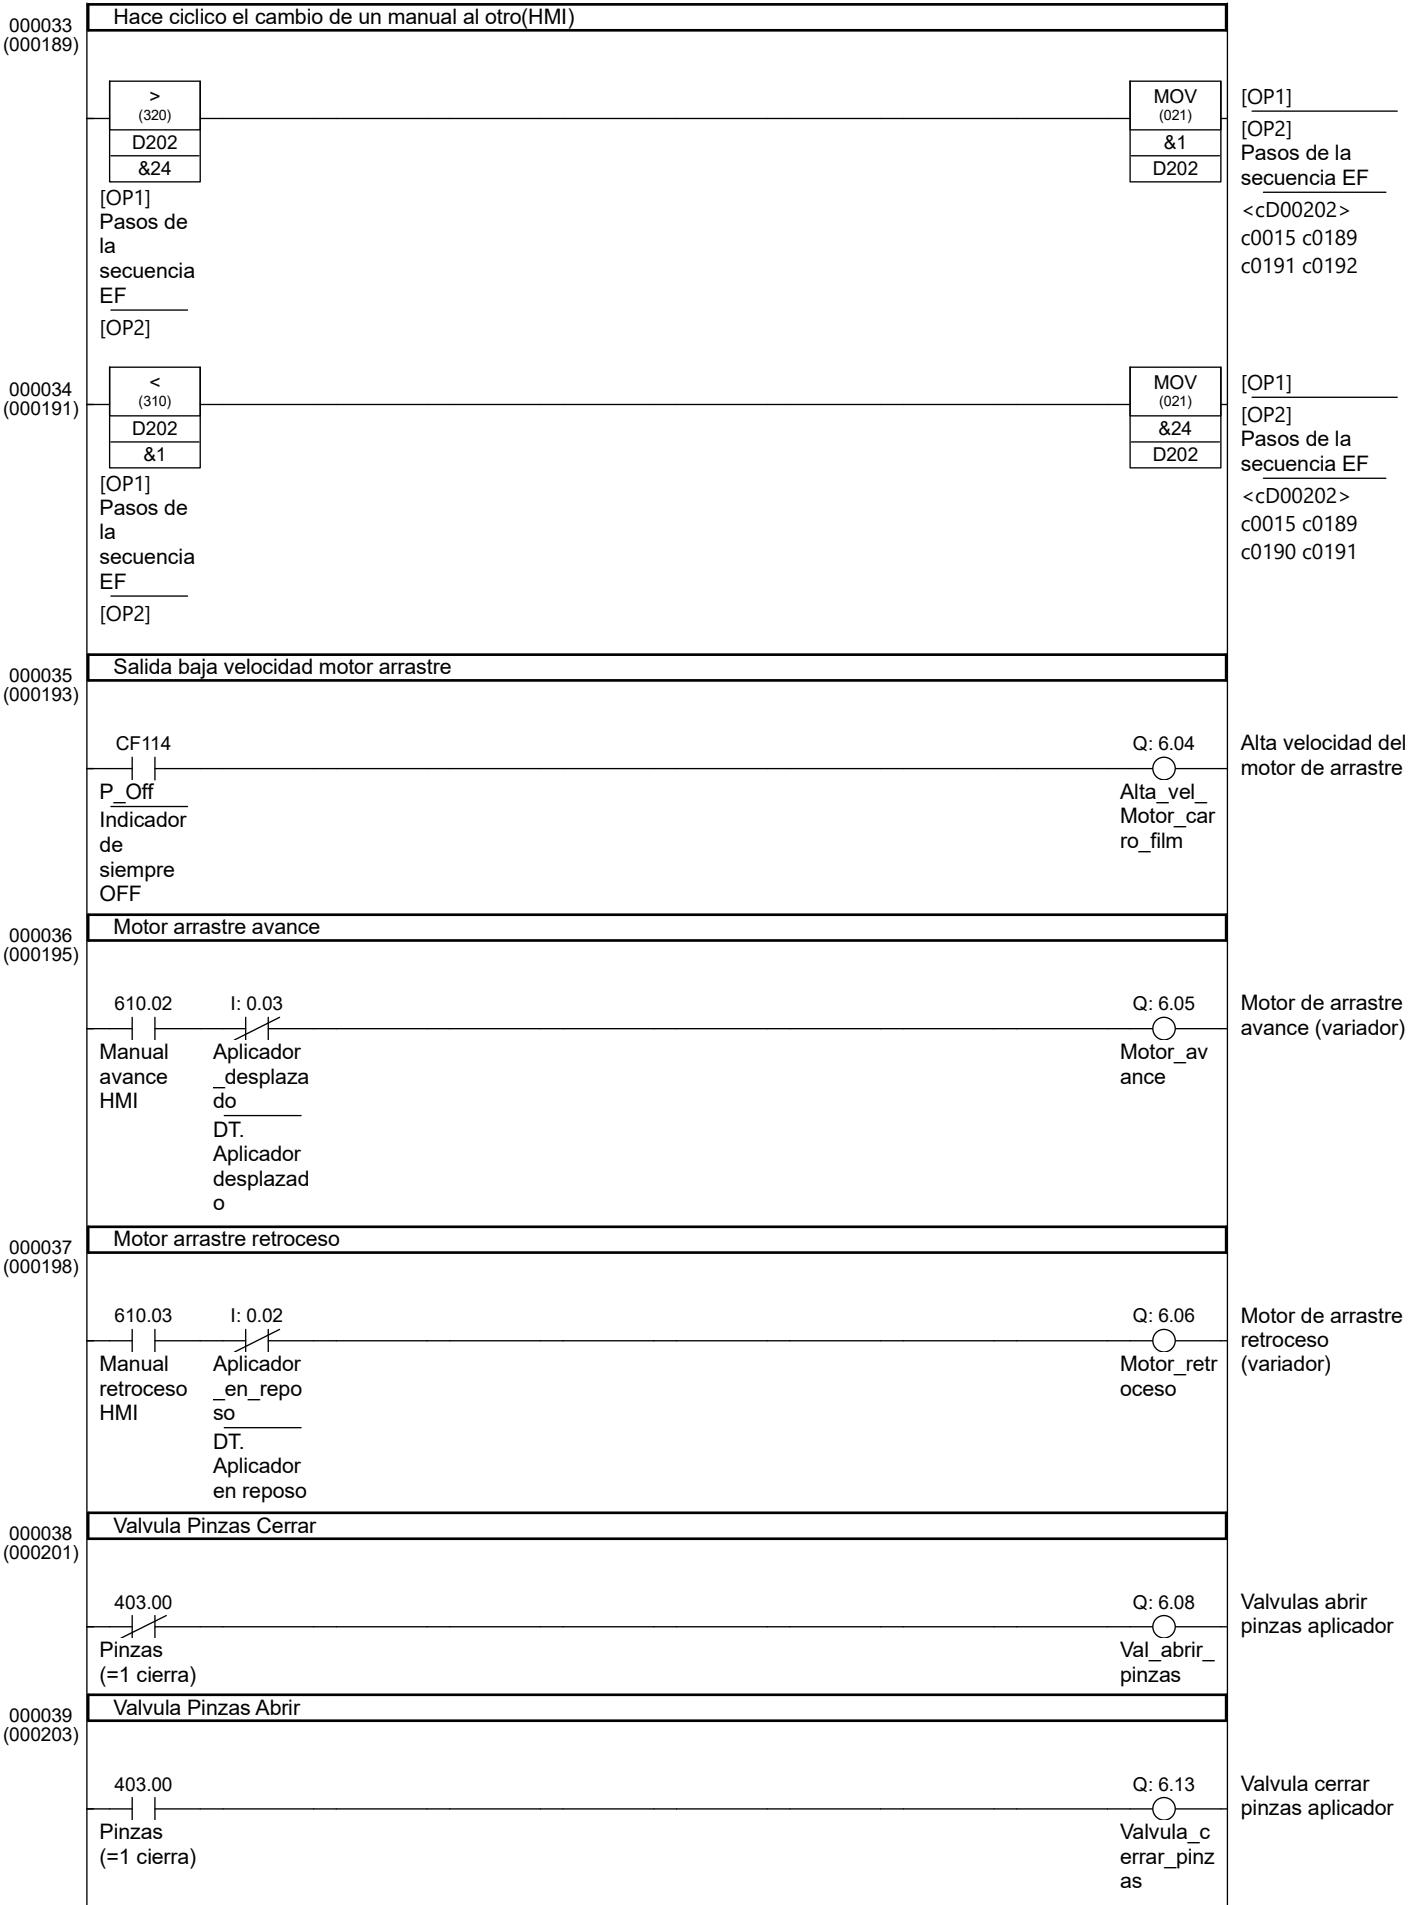 000033
(000189)
Hace ciclico el cambio de un manual al otro(HMI)
>
(320)
D202
&24
[OP1]
Pasos de
la
secuencia
EF
[OP2]
MOV
(021)
&1
D202
[OP1]
[OP2]
Pasos de la
secuencia EF
<cD00202>
c0015 c0189
c0191 c0192
000034
(000191)
<
(310)
D202
&1
[OP1]
Pasos de
la
secuencia
EF
[OP2]
MOV
(021)
&24
D202
[OP1]
[OP2]
Pasos de la
secuencia EF
<cD00202>
c0015 c0189
c0190 c0191
000035
(000193)
Salida baja velocidad motor arrastre
CF114
P_Off
Indicador
de
siempre
OFF
Q: 6.04
Alta_vel_
Motor_car
ro_film
Alta velocidad del
motor de arrastre
000036
(000195)
Motor arrastre avance
610.02
Manual
avance
HMI
I: 0.03
Aplicador
_desplaza
do
DT.
Aplicador
desplazad
o
Q: 6.05
Motor_av
ance
Motor de arrastre
avance (variador)
000037
(000198)
Motor arrastre retroceso
610.03
Manual
retroceso
HMI
I: 0.02
Aplicador
_en_repo
so
DT.
Aplicador
en reposo
Q: 6.06
Motor_retr
oceso
Motor de arrastre
retroceso
(variador)
000038
(000201)
Valvula Pinzas Cerrar
403.00
Pinzas
(=1 cierra)
Q: 6.08
Val_abrir_
pinzas
Valvulas abrir
pinzas aplicador
000039
(000203)
Valvula Pinzas Abrir
403.00
Pinzas
(=1 cierra)
Q: 6.13
Valvula_c
errar_pinz
as
Valvula cerrar
pinzas aplicador